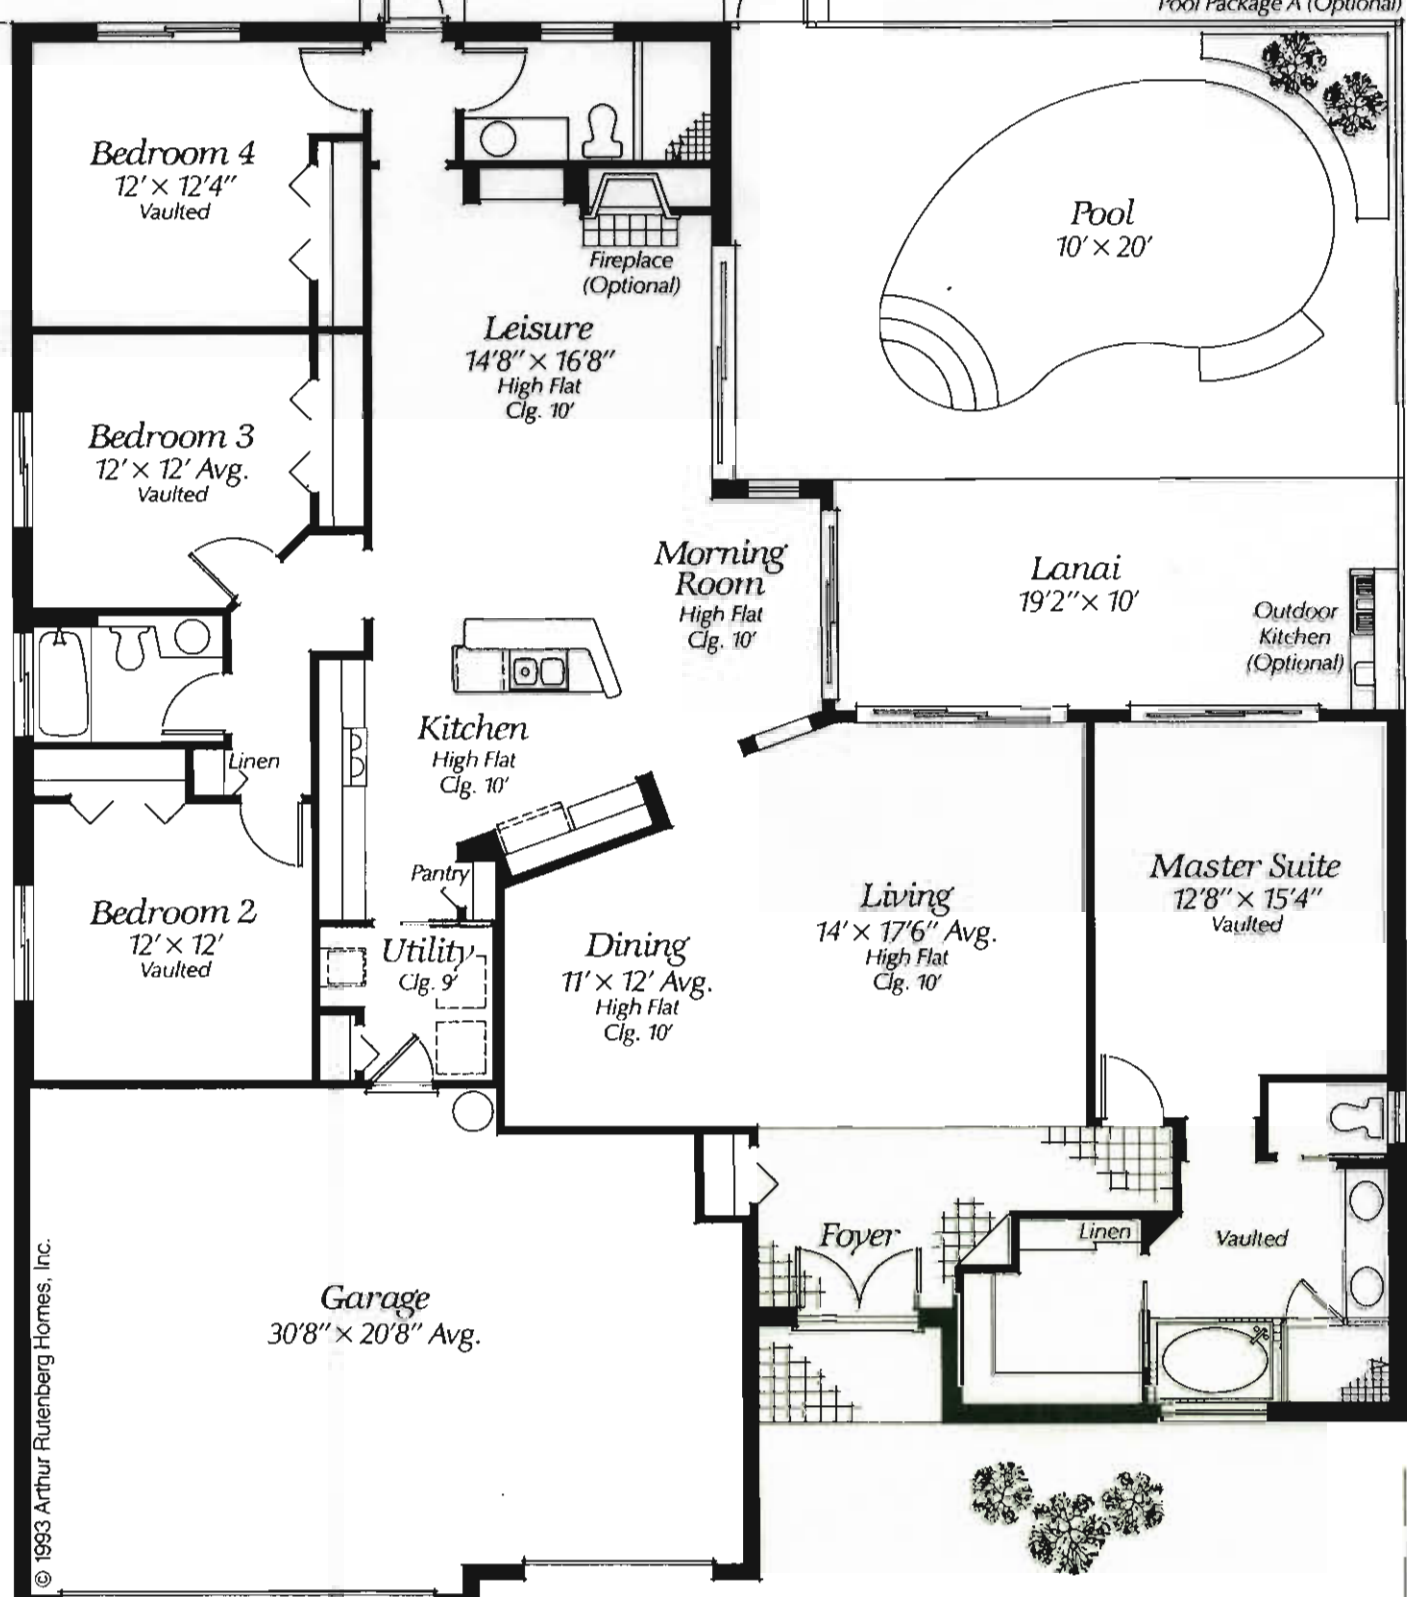 Pool Package A (Optional)
Bedroom 4
12' × 12'4"
Vaulted
Fireplace
(Optional)
Pool
10' × 20'
Leisure
14'8" × 16'8"
High Flat
Clg. 10'
Bedroom 3
12' × 12' Avg.
Vaulted
Morning
Room
High Flat
Clg. 10'
Lanai
19'2" × 10'
Outdoor
Kitchen
(Optional)
Kitchen
High Flat
Clg. 10'
Linen
Pantry
Bedroom 2
12' × 12'
Vaulted
Utility
Clg. 9'
Dining
11' × 12' Avg.
High Flat
Clg. 10'
Living
14' × 17'6" Avg.
High Flat
Clg. 10'
Master Suite
12'8" × 15'4"
Vaulted
Foyer
Linen
Vaulted
Garage
30'8" × 20'8" Avg.
© 1993 Arthur Rutenberg Homes, Inc.